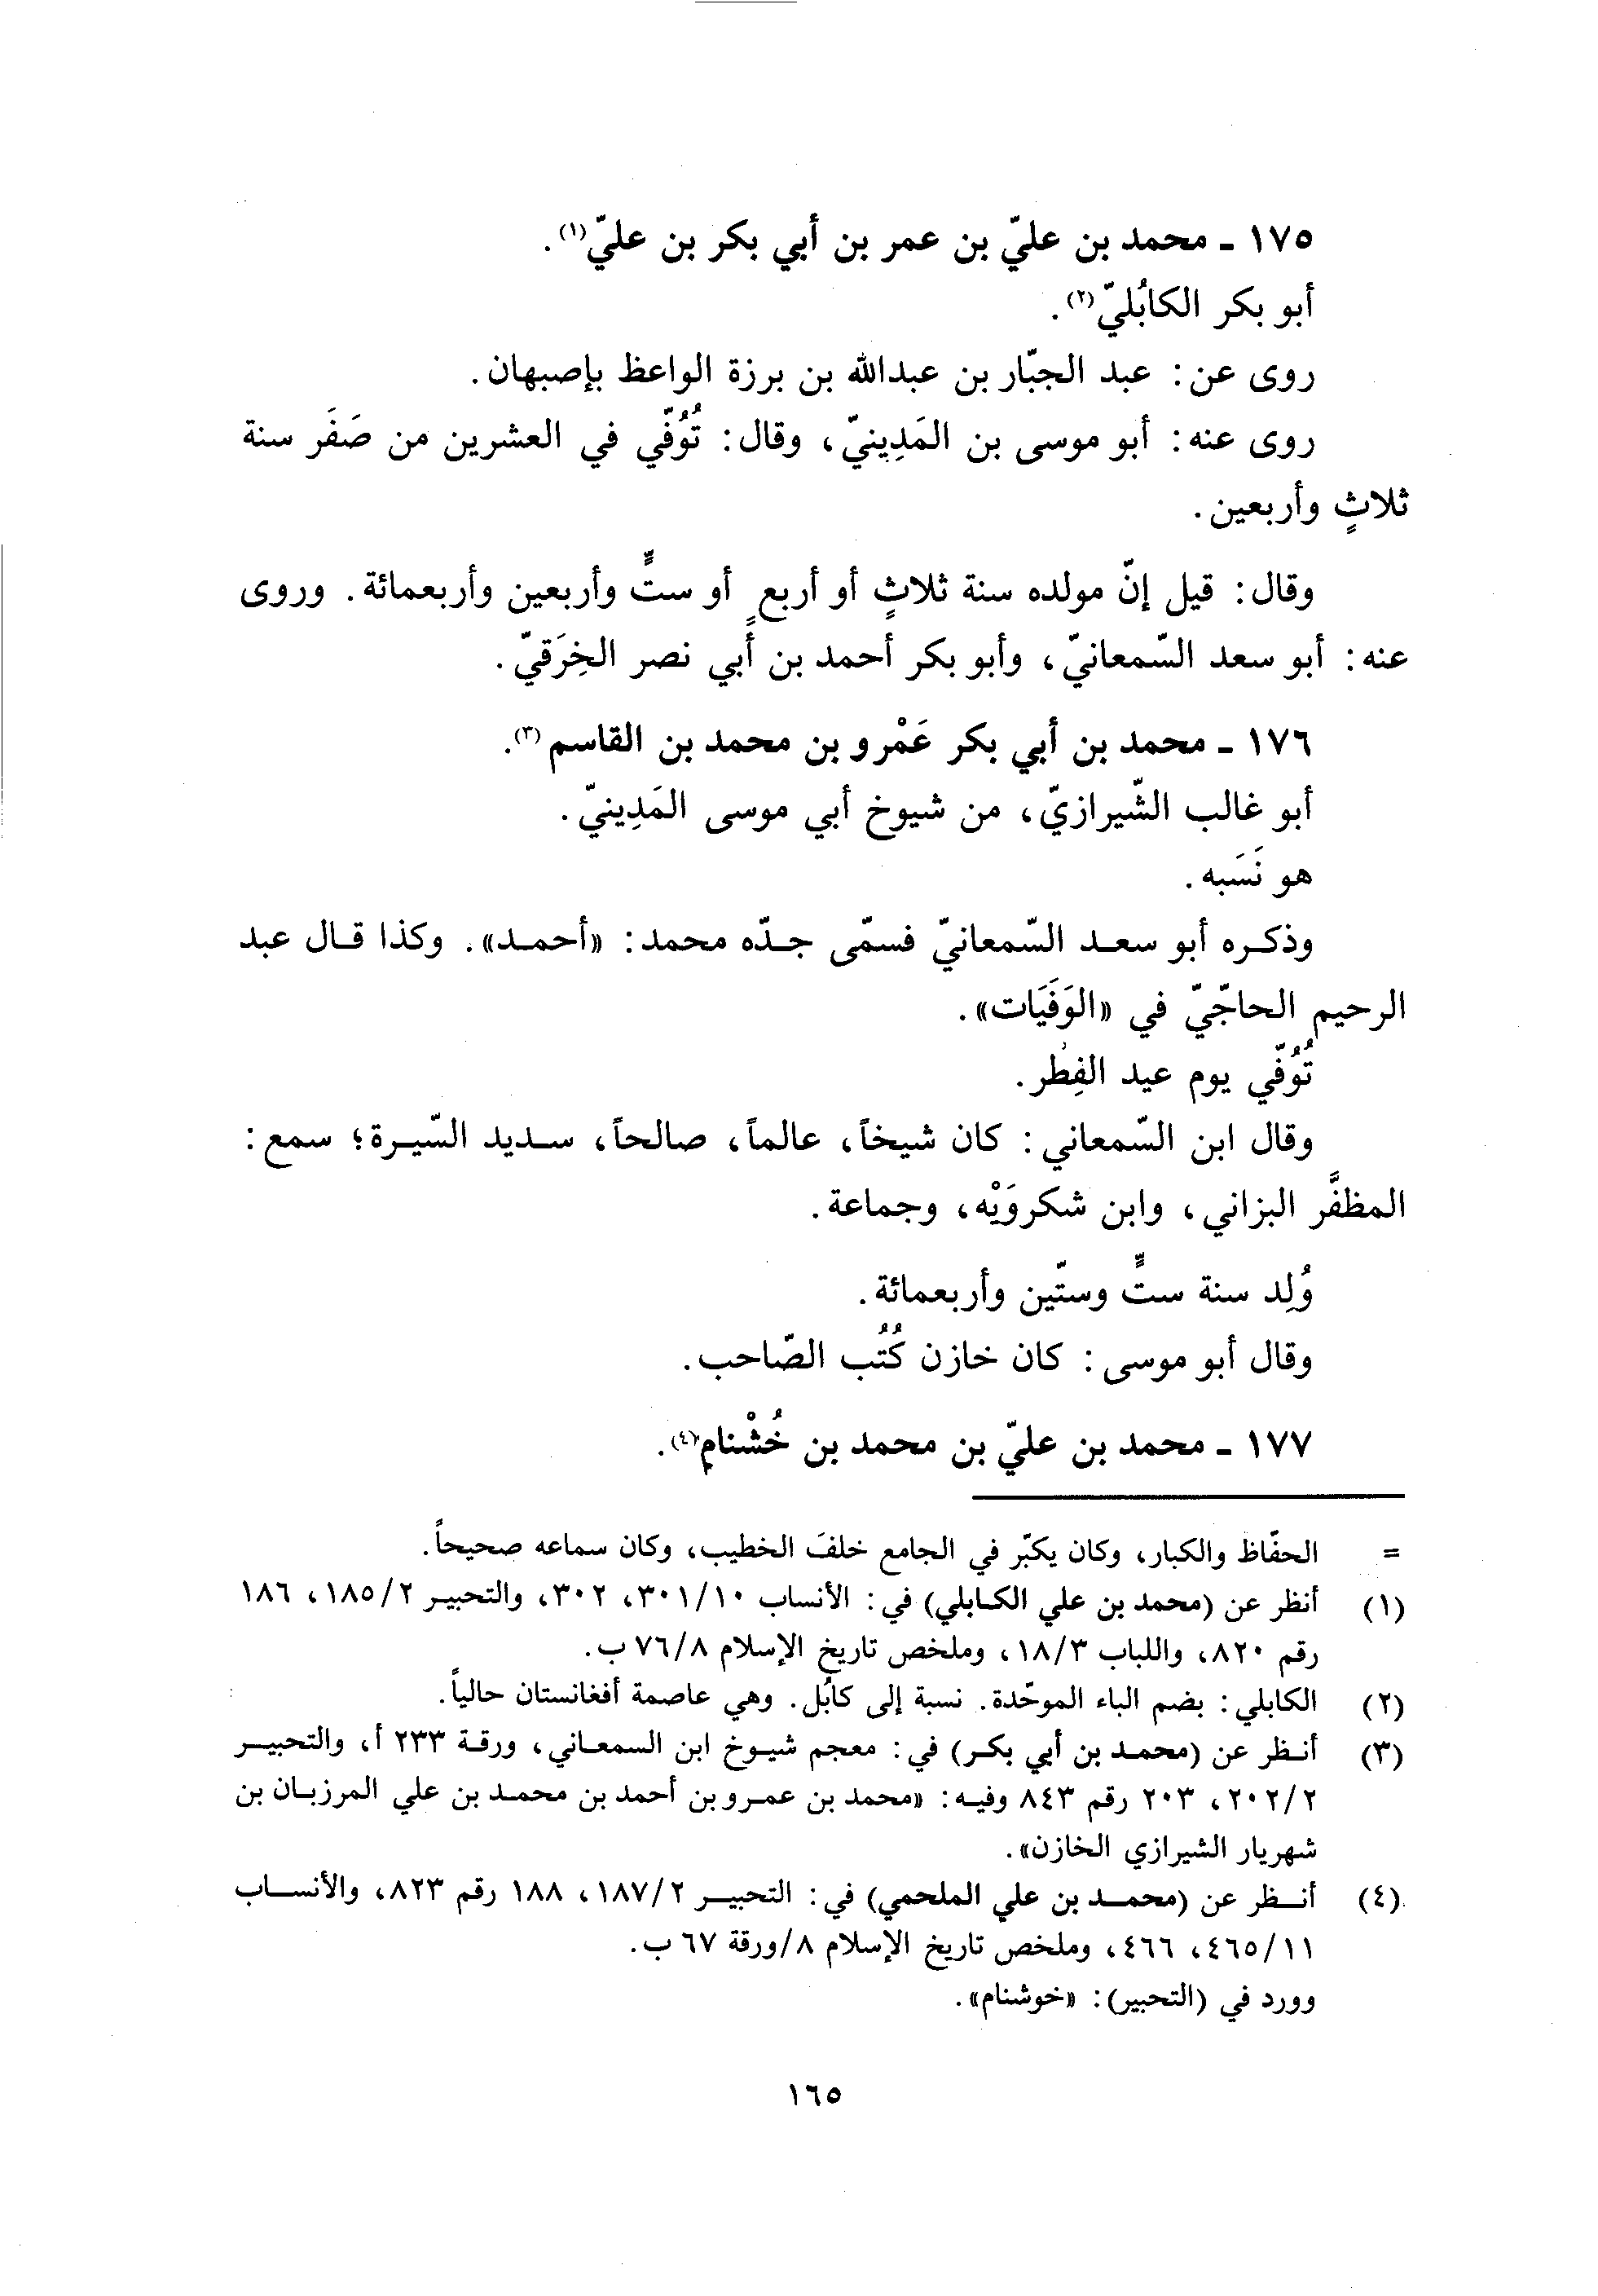 ١٧٥ ـ محمد بن عليّ بن عمر بن أبي بكر بن عليّ(١).
أبو بكر الكابُليّ(٢).
روى عن: عبد الجبّار بن عبدالله بن برزة الواعظ بإصبهان.
روى عنه: أبو موسى بن المَدِينيّ، وقال: تُوُفّي في العشرين من صَفَر سنة
ثلاثٍ وأربعين.
وقال: قيل إنّ مولده سنة ثلاثٍ أو أربعٍ أو ستٍّ وأربعين وأربعمائة. وروى
عنه: أبو سعد السّمعانيّ، وأبو بكر أحمد بن أبي نصر الخِرَقيّ.
١٧٦ ـ محمد بن أبي بكر عَمْرو بن محمد بن القاسم(٣).
أبو غالب الشّيرازيّ، من شيوخ أبي موسى المَدِينيّ.
هو نَسَبه.
وذكره أبو سعد السّمعانيّ فسمّى جدّه محمد: «أحمد». وكذا قال عبد
الرحيم الحاجّيّ في «الوَفَيَات».
تُوُفّي يوم عيد الفِطْر.
وقال ابن السّمعاني: كان شيخاً، عالماً، صالحاً، سديد السّيرة؛ سمع:
المظفَّر البزاني، وابن شكروَيْه، وجماعة.
وُلِد سنة ستٍّ وستّين وأربعمائة.
وقال أبو موسى: كان خازن كُتُب الصّاحب.
١٧٧ ـ محمد بن عليّ بن محمد بن خُشْنام(٤).
= الحفّاظ والكبار، وكان يكبّر في الجامع خلفَ الخطيب، وكان سماعه صحيحاً.
(١) أنظر عن (محمد بن علي الكابلي) في: الأنساب ٣٠١/١٠، ٣٠٢، والتحبير ١٨٥/٢، ١٨٦
رقم ٨٢٠، واللباب ١٨/٣، وملخص تاريخ الإسلام ٧٦/٨ ب.
(٢) الكابلي: بضم الباء الموحّدة. نسبة إلى كابُل. وهي عاصمة أفغانستان حالياً.
(٣) أنظر عن (محمد بن أبي بكر) في: معجم شيوخ ابن السمعاني، ورقة ٢٣٣ أ، والتحبير
٢٠٢/٢، ٢٠٣ رقم ٨٤٣ وفيه: «محمد بن عمرو بن أحمد بن محمد بن علي المرزبان بن
شهريار الشيرازي الخازن».
(٤) أنظر عن (محمد بن علي الملحمي) في: التحبير ١٨٧/٢، ١٨٨ رقم ٨٢٣، والأنساب
٤٦٥/١١، ٤٦٦، وملخص تاريخ الإسلام ٨/ورقة ٦٧ ب.
وورد في (التحبير): «خوشنام».
١٦٥